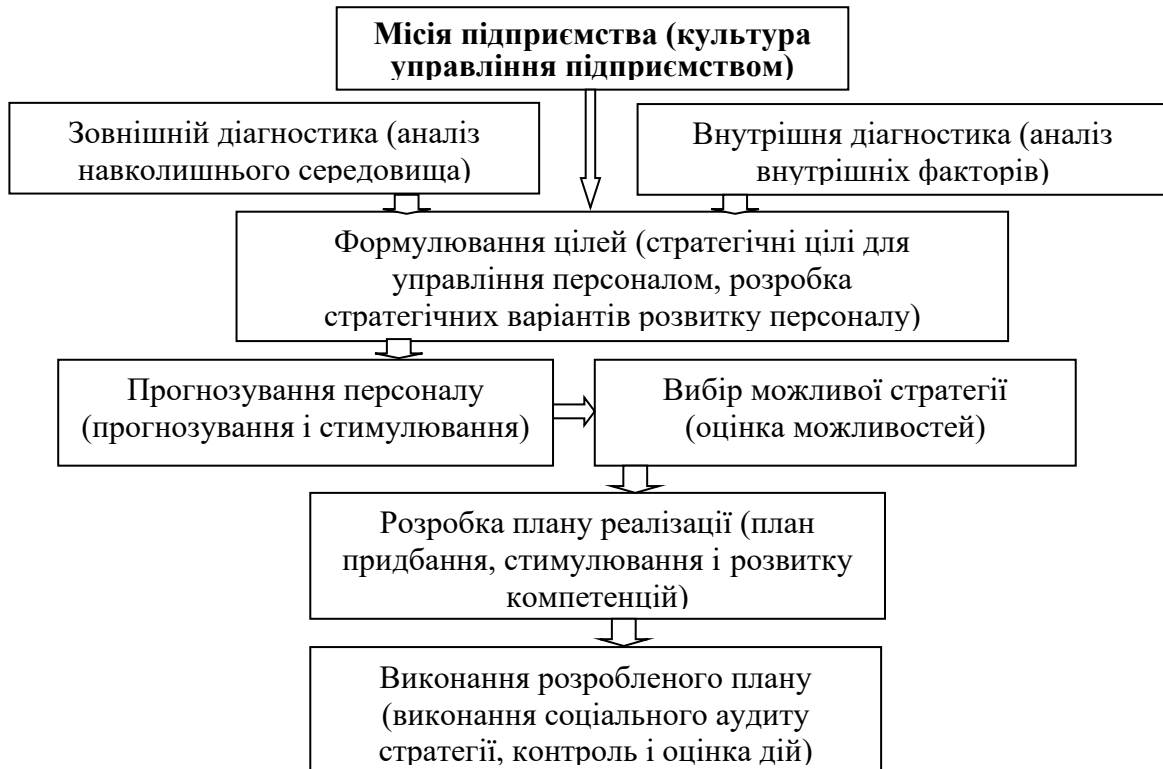 Місія підприємства (культура
управління підприємством)
Зовнішній діагностика (аналіз
навколишнього середовища)
Внутрішня діагностика (аналіз
внутрішніх факторів)
Формулювання цілей (стратегічні цілі для
управління персоналом, розробка
стратегічних варіантів розвитку персоналу)
Прогнозування персоналу
(прогнозування і стимулювання)
Вибір можливої стратегії
(оцінка можливостей)
Розробка плану реалізації (план
придбання, стимулювання і розвитку
компетенцій)
Виконання розробленого плану
(виконання соціального аудиту
стратегії, контроль і оцінка дій)